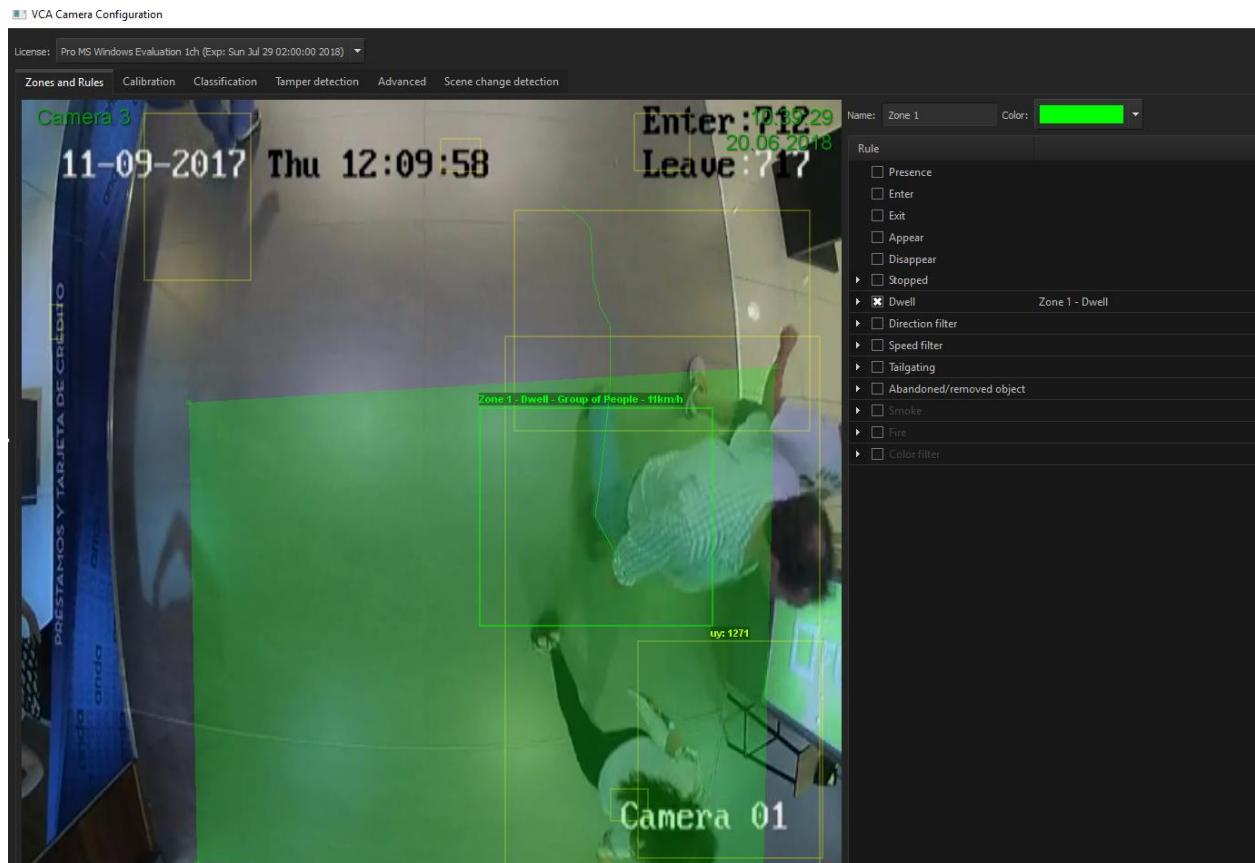 VCA Camera Configuration
License: Pro MS Windows Evaluation 1ch (Exp: Sun Jul 29 02:00:00 2018)
Zones and Rules Calibration Classification Tamper detection Advanced Scene change detection
Camera 3
10:39:29
20.06.2018
11-09-2017 Thu 12:09:58
Enter:712
Leave:717
PRESTAMOS Y TARJETA DE CREDITO
anda
anda
Zone 1 - Dwell - Group of People - 11km/h
uy: 1271
Camera 01
Name: Zone 1 Color:
Rule
Presence
Enter
Exit
Appear
Disappear
Stopped
Dwell Zone 1 - Dwell
Direction filter
Speed filter
Tailgating
Abandoned/removed object
Smoke
Fire
Color filter